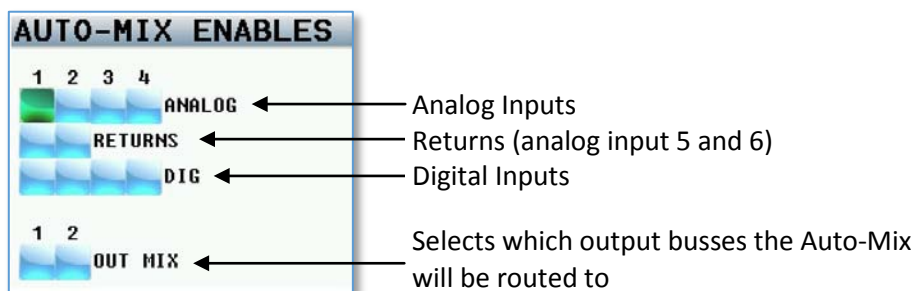 AUTO-MIX ENABLES
1 2 3 4
ANALOG
Analog Inputs
RETURNS
Returns (analog input 5 and 6)
DIG
Digital Inputs
1 2
OUT MIX
Selects which output busses the Auto-Mix
will be routed to